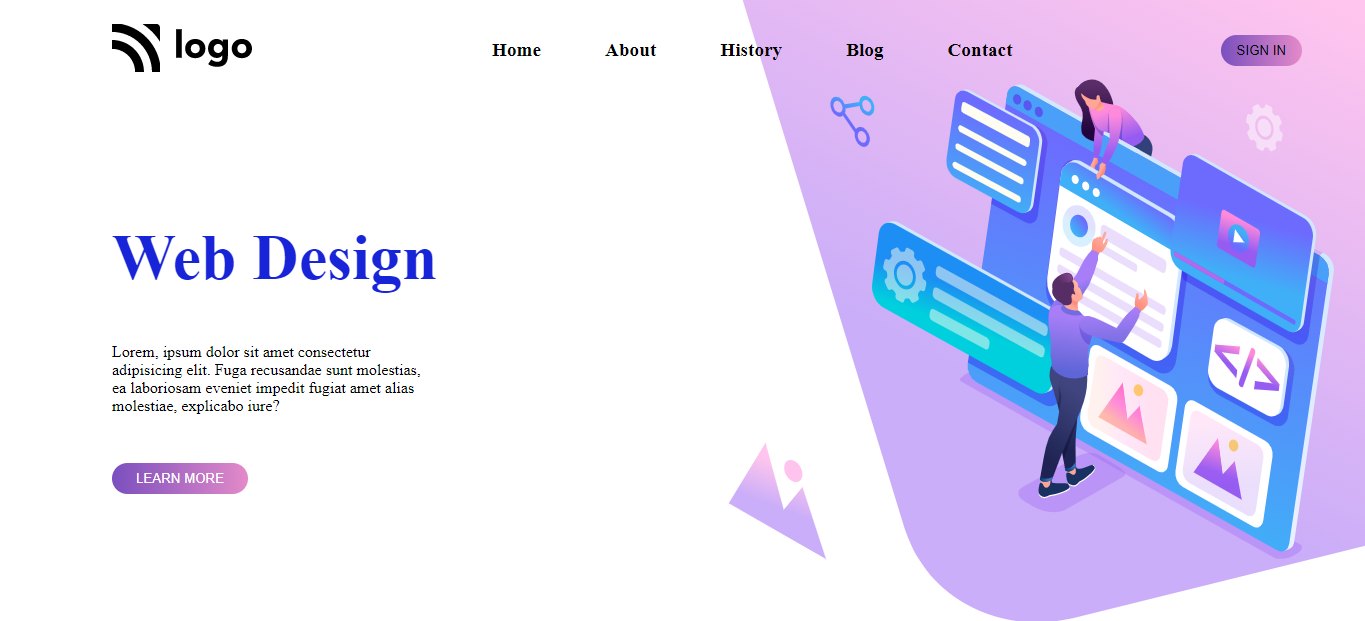 logo
Home About History Blog Contact SIGN IN
Web Design
Lorem, ipsum dolor sit amet consectetur
adipisicing elit. Fuga recusandae sunt molestias,
ea laboriosam eveniet impedit fugiat amet alias
molestiae, explicabo iure?
LEARN MORE